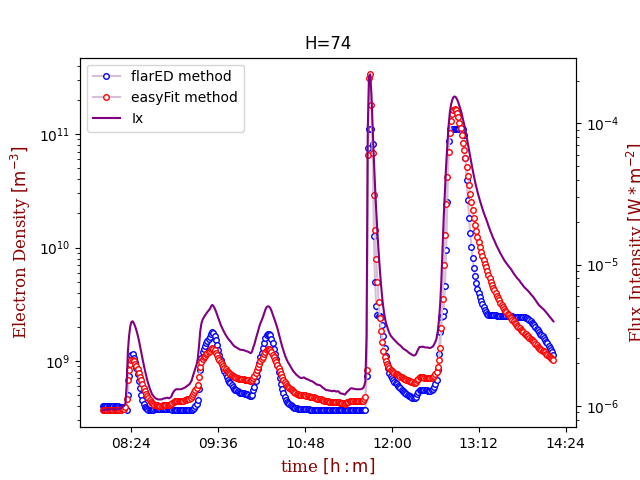 H=74
flarED method
easyFit method
Ix
Electron Density [m⁻³]
10¹¹
10¹⁰
10⁹
10⁻⁴
10⁻⁵
10⁻⁶
Flux Intensity [W * m⁻²]
08:24 09:36 10:48 12:00 13:12 14:24
time [h : m]